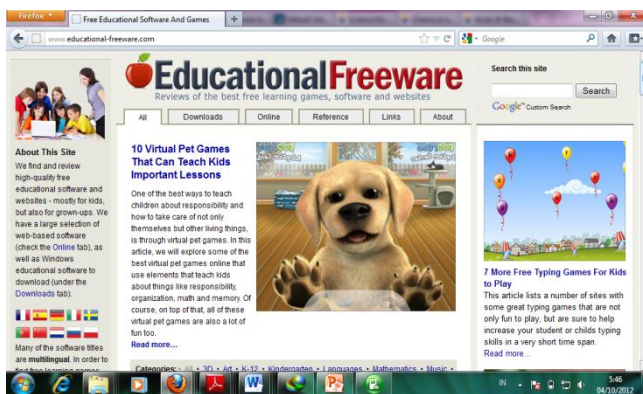 Firefox
Free Educational Software And Games
www.educational-freeware.com
Google
EducationalFreeware
Reviews of the best free learning games, software and websites
All
Downloads
Online
Reference
Links
About
Search this site
Search
Google™ Custom Search
About This Site
We find and review
high-quality free
educational software and
websites - mostly for kids,
but also for grown-ups. We
have a large selection of
web-based software
(check the Online tab), as
well as Windows
educational software to
download (under the
Downloads tab).
Many of the software titles
are multilingual. In order to
find free learning games
10 Virtual Pet Games
That Can Teach Kids
Important Lessons
One of the best ways to teach
children about responsibility and
how to take care of not only
themselves but other living things,
is through virtual pet games. In this
article, we will explore some of the
best virtual pet games online that
use elements that teach kids
about things like responsibility,
organization, math and memory. Of
course, on top of that, all of these
virtual pet games are also a lot of
fun too.
Read more...
Categories: • All • 3D • Art • K-12 • Kindergarten • Languages • Mathematics • Music •
7 More Free Typing Games For Kids
to Play
This article lists a number of sites with
some great typing games that are not
only fun to play, but are sure to help
increase your student or childs typing
skills in a very short time span.
Read more...
IN
5:46
04/10/2012